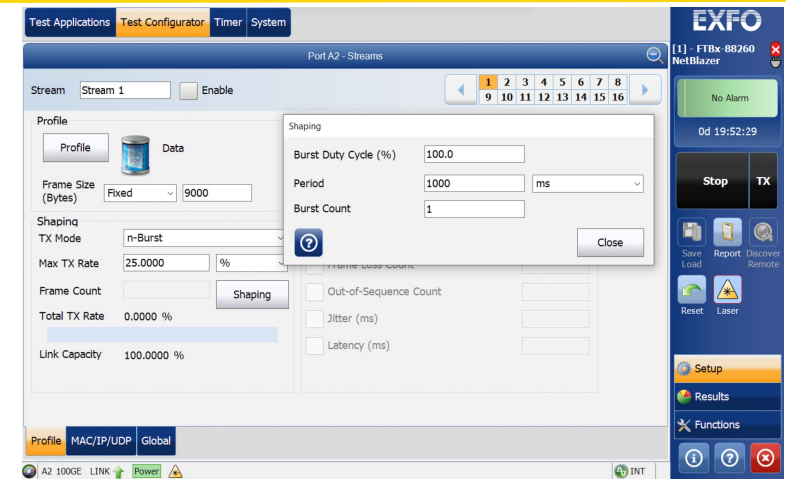 Test Applications Test Configurator Timer System
EXFO
Port A2 - Streams
[1] - FTBx-88260
NetBlazer
Stream Stream 1 Enable
1 2 3 4 5 6 7 8
9 10 11 12 13 14 15 16
No Alarm
0d 19:52:29
Profile
Profile Data
Frame Size
(Bytes) Fixed 9000
Shaping
Burst Duty Cycle (%) 100.0
Period 1000 ms
Burst Count 1
Close
Stop TX
Shaping
TX Mode n-Burst
Max TX Rate 25.0000 %
Frame Count Shaping
Total TX Rate 0.0000 %
Link Capacity 100.0000 %
Frame Loss Count
Out-of-Sequence Count
Jitter (ms)
Latency (ms)
Save
Load
Report
Discover
Remote
Reset Laser
Setup
Results
Functions
Profile MAC/IP/UDP Global
A2 100GE LINK Power INT